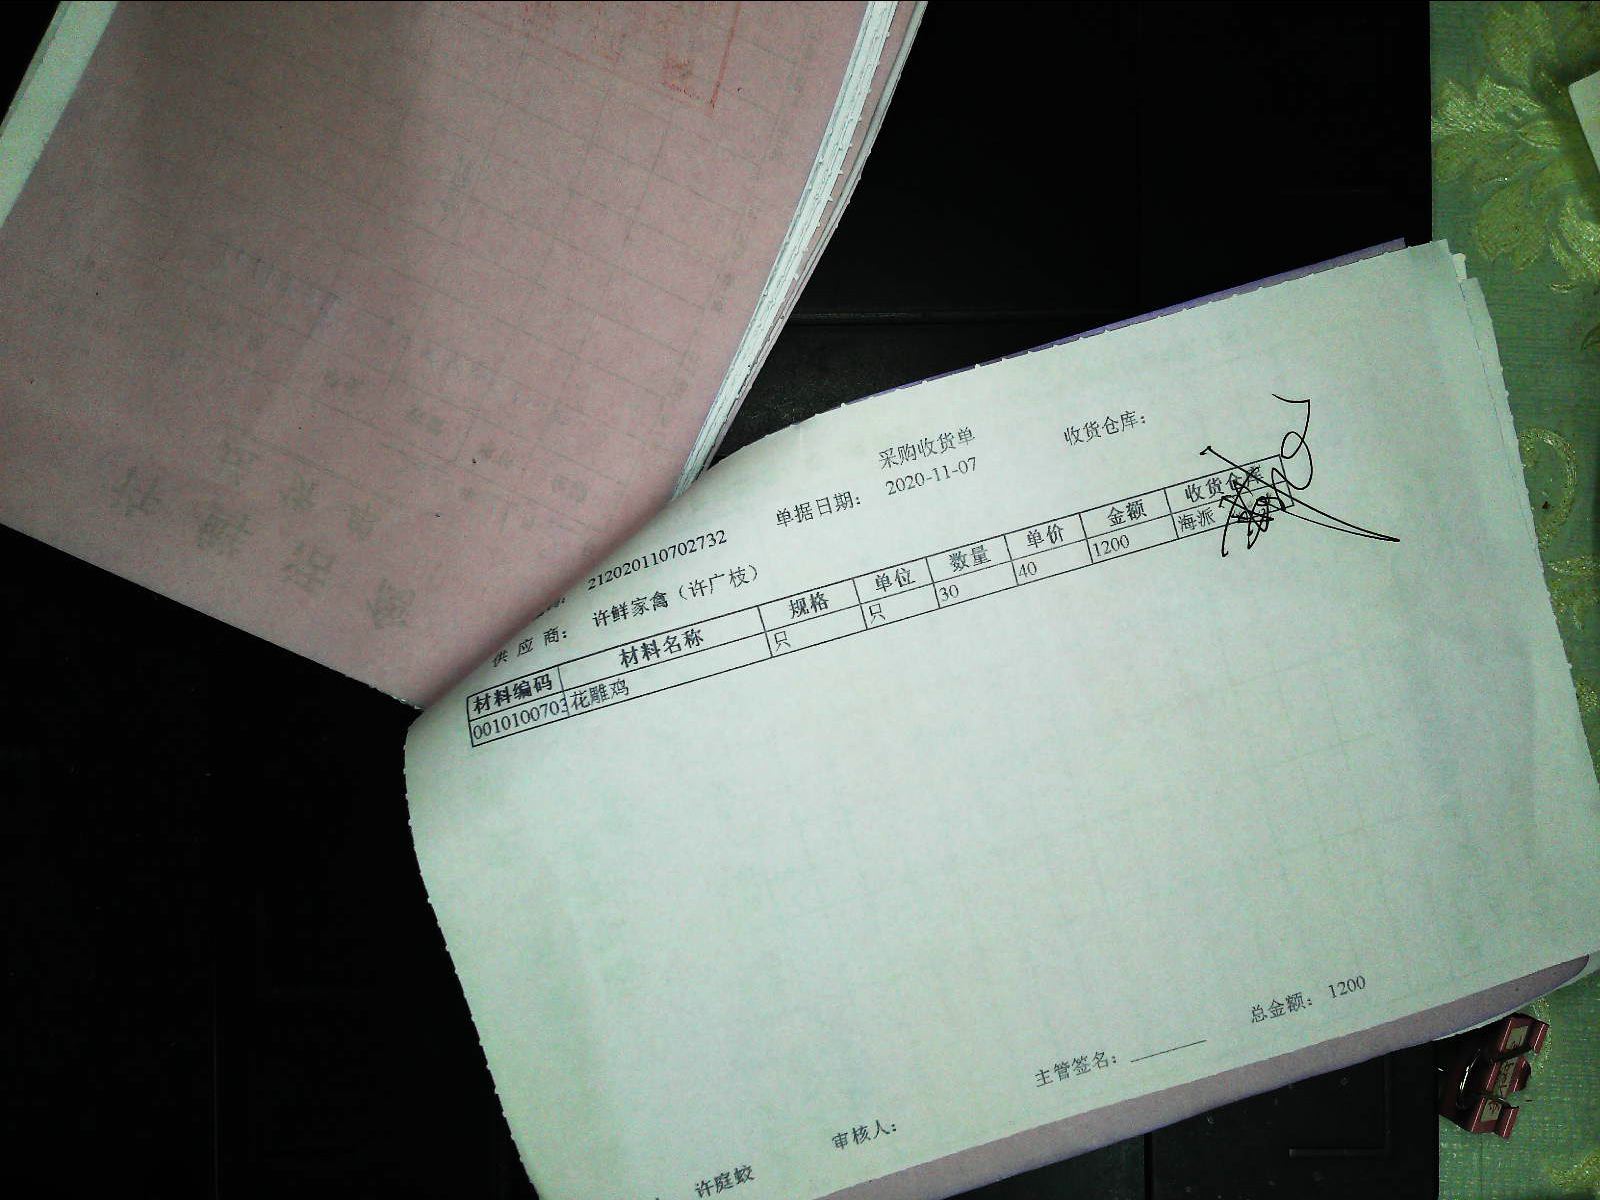 采购收货单
收货仓库：
212020110702732
单据日期：
2020-11-07
供 应 商：
许鲜家禽（许广枝）
材料编码 材料名称 规格 单位 数量 单价 金额 收货仓库
0010100703 花雕鸡 只 只 30 40 1200 海派
总金额： 1200
主管签名：
审核人：
许庭蛟